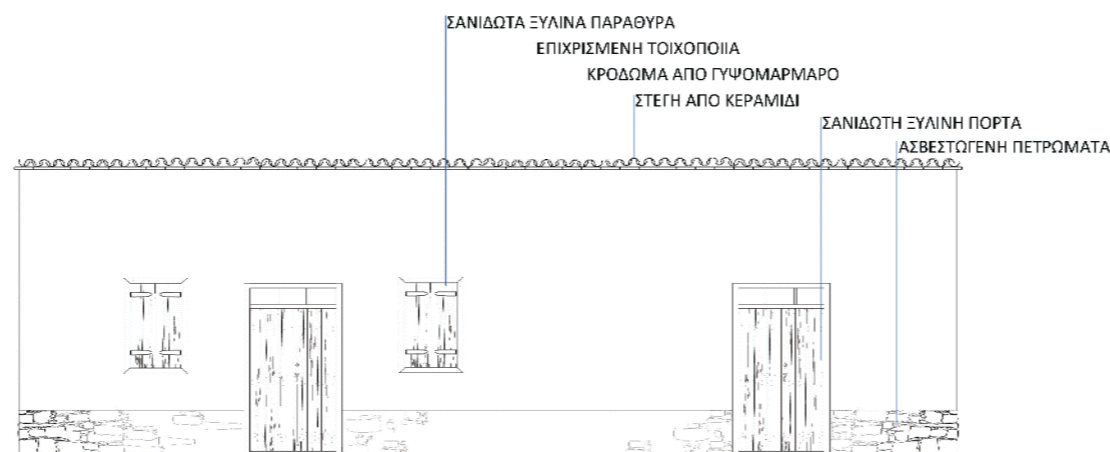 ΣΑΝΙΔΩΤΑ ΞΥΛΙΝΑ ΠΑΡΑΘΥΡΑ
ΕΠΙΧΡΙΣΜΕΝΗ ΤΟΙΧΟΠΟΙΙΑ
ΚΡΟΔΩΜΑ ΑΠΟ ΓΥΨΟΜΑΡΜΑΡΟ
ΣΤΕΓΗ ΑΠΟ ΚΕΡΑΜΙΔΙ
ΣΑΝΙΔΩΤΗ ΞΥΛΙΝΗ ΠΟΡΤΑ
ΑΣΒΕΣΤΩΓΕΝΗ ΠΕΤΡΩΜΑΤΑ